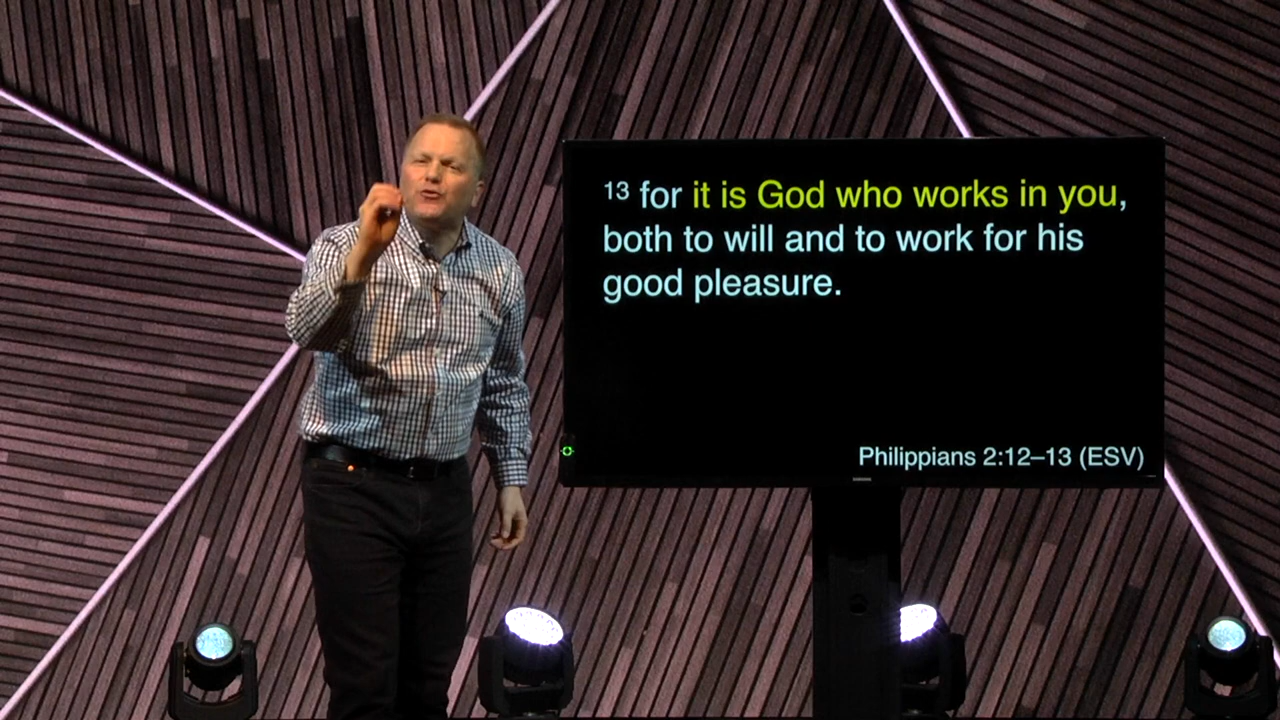 13 for it is God who works in you,
both to will and to work for his
good pleasure.
Philippians 2:12–13 (ESV)